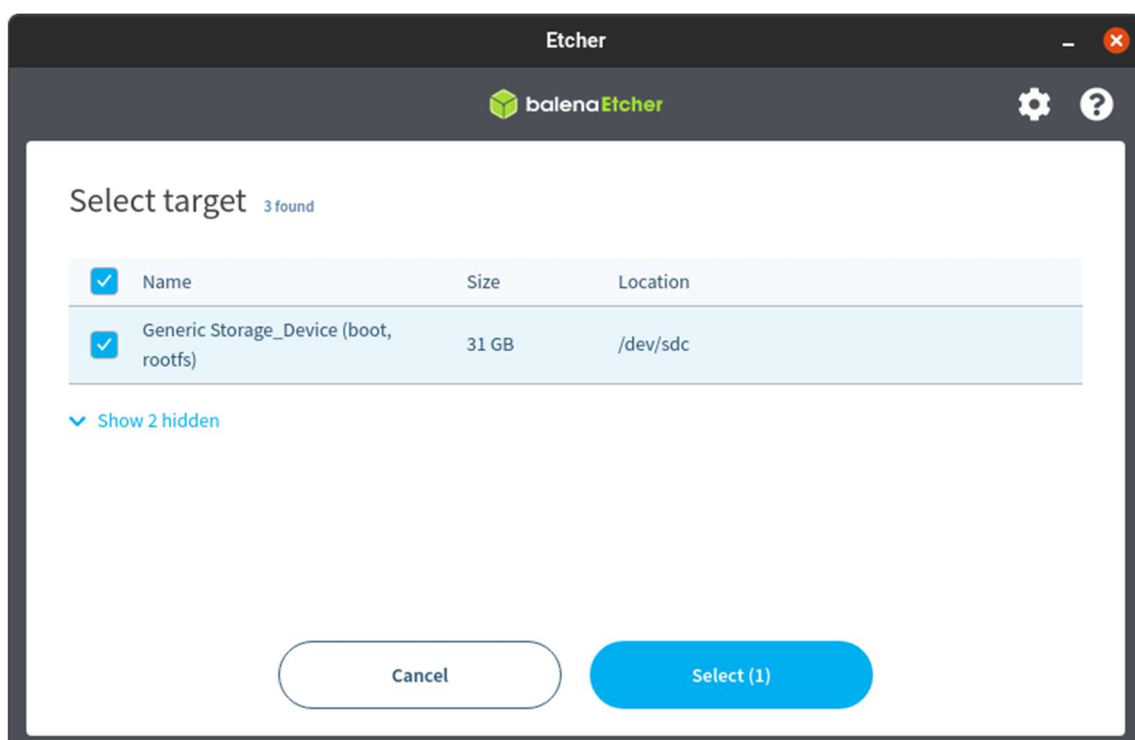 Etcher
balenaEtcher
Select target 3 found
Name Size Location
Generic Storage_Device (boot,
rootfs) 31 GB /dev/sdc
Show 2 hidden
Cancel Select (1)